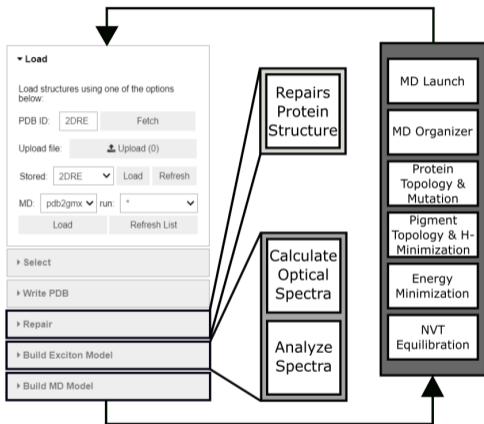 ▾ Load
Load structures using one of the options
below:
PDB ID: 2DRE Fetch
Upload file: Upload (0)
Stored: 2DRE Load Refresh
MD: pdb2gmx run: *
Load Refresh List
▸ Select
▸ Write PDB
▸ Repair
▸ Build Exciton Model
▸ Build MD Model
Repairs
Protein
Structure
Calculate
Optical
Spectra
Analyze
Spectra
MD Launch
MD Organizer
Protein
Topology &
Mutation
Pigment
Topology & H-
Minimization
Energy
Minimization
NVT
Equilibration